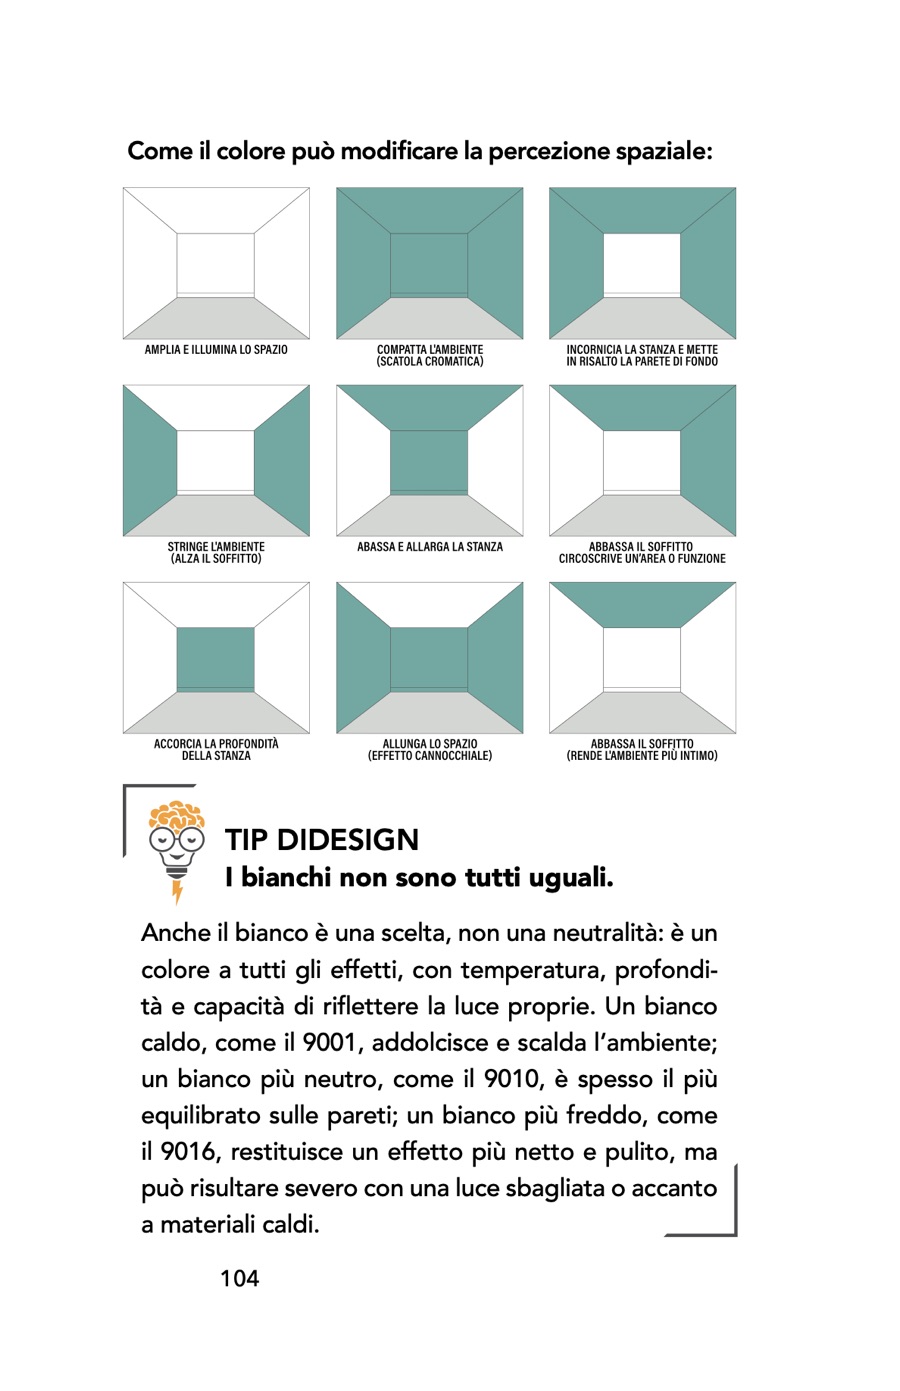 Come il colore può modificare la percezione spaziale:
AMPLIA E ILLUMINA LO SPAZIO
COMPATTA L'AMBIENTE
(SCATOLA CROMATICA)
INCORNICIA LA STANZA E METTE
IN RISALTO LA PARETE DI FONDO
STRINGE L'AMBIENTE
(ALZA IL SOFFITTO)
ABASSA E ALLARGA LA STANZA
ABBASSA IL SOFFITTO
CIRCOSCRIVE UN'AREA O FUNZIONE
ACCORCIA LA PROFONDITÀ
DELLA STANZA
ALLUNGA LO SPAZIO
(EFFETTO CANNOCCHIALE)
ABBASSA IL SOFFITTO
(RENDE L'AMBIENTE PIÙ INTIMO)
TIP DIDESIGN
I bianchi non sono tutti uguali.
Anche il bianco è una scelta, non una neutralità: è un
colore a tutti gli effetti, con temperatura, profondi-
tà e capacità di riflettere la luce proprie. Un bianco
caldo, come il 9001, addolcisce e scalda l'ambiente;
un bianco più neutro, come il 9010, è spesso il più
equilibrato sulle pareti; un bianco più freddo, come
il 9016, restituisce un effetto più netto e pulito, ma
può risultare severo con una luce sbagliata o accanto
a materiali caldi.
104